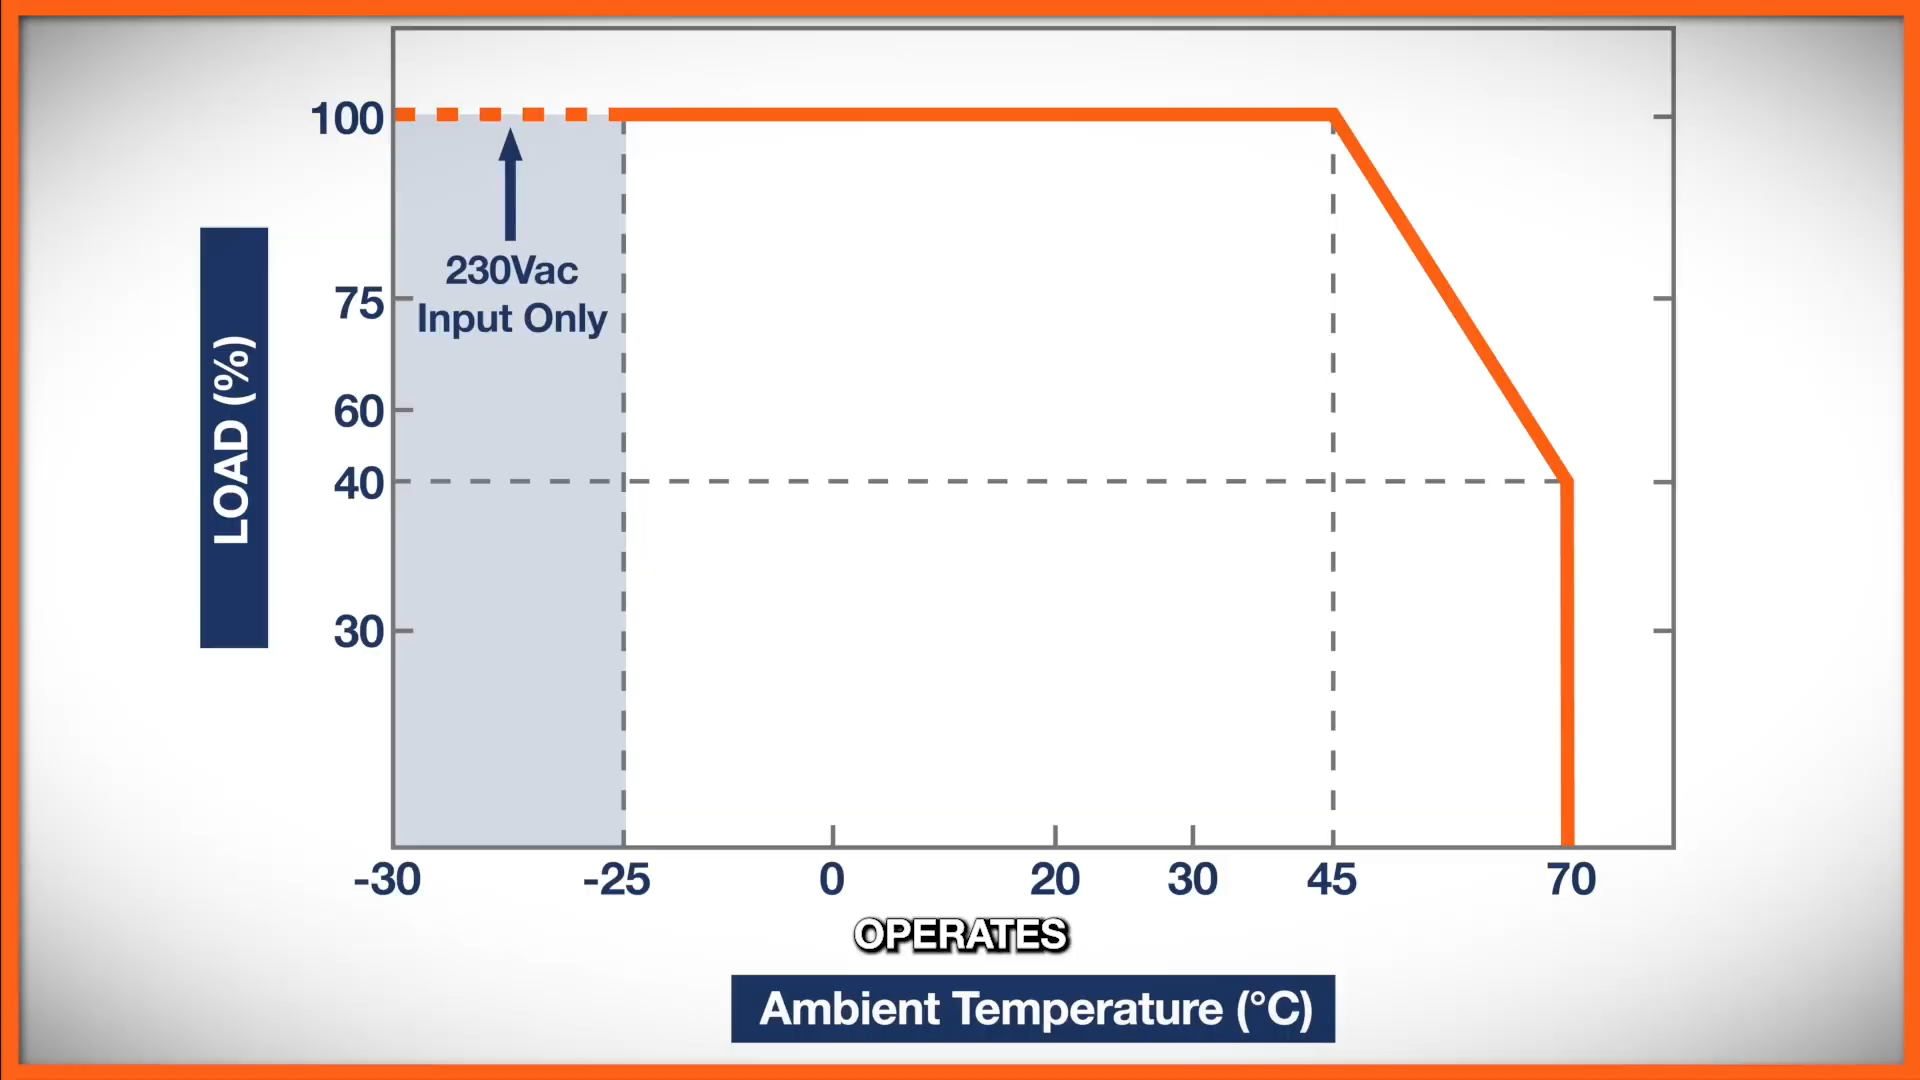 100
230Vac
Input Only
75
LOAD (%)
60
40
30
-30 -25 0 20 30 45 70
OPERATES
Ambient Temperature (°C)